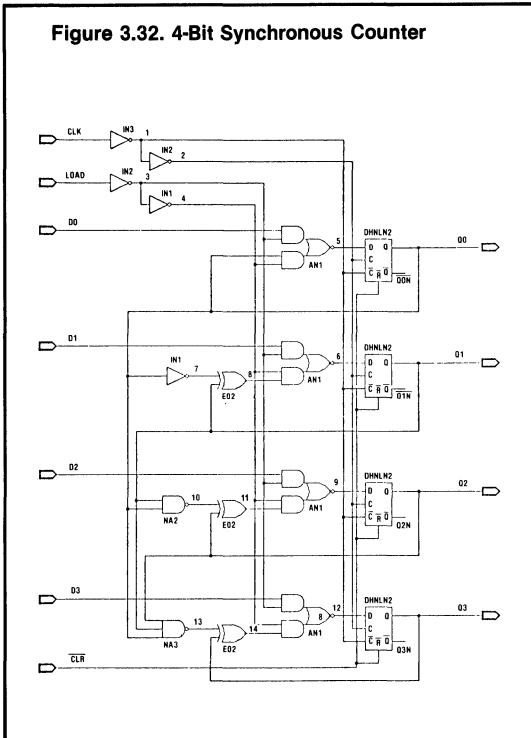 Figure 3.32. 4-Bit Synchronous Counter
CLK IN3 1
IN2 2
LOAD IN2 3
IN1 4
D0
5 DHNLN2
D Q Q0
C
AN1 C R Q Q0N
D1
DHNLN2
6 D Q Q1
IN1 7 8 C
EO2 AN1 C R Q Q1N
D2
DHNLN2
9 D Q Q2
10 11 C
NA2 EO2 AN1 C R Q Q2N
D3 DHNLN2
12 D Q Q3
13 8 C
14
NA3 EO2 AN1 C R Q Q3N
CLR